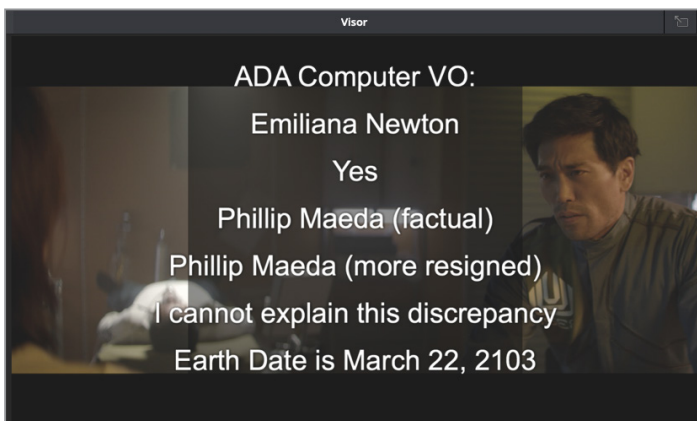 Visor
ADA Computer VO:
Emiliana Newton
Yes
Phillip Maeda (factual)
Phillip Maeda (more resigned)
I cannot explain this discrepancy
Earth Date is March 22, 2103